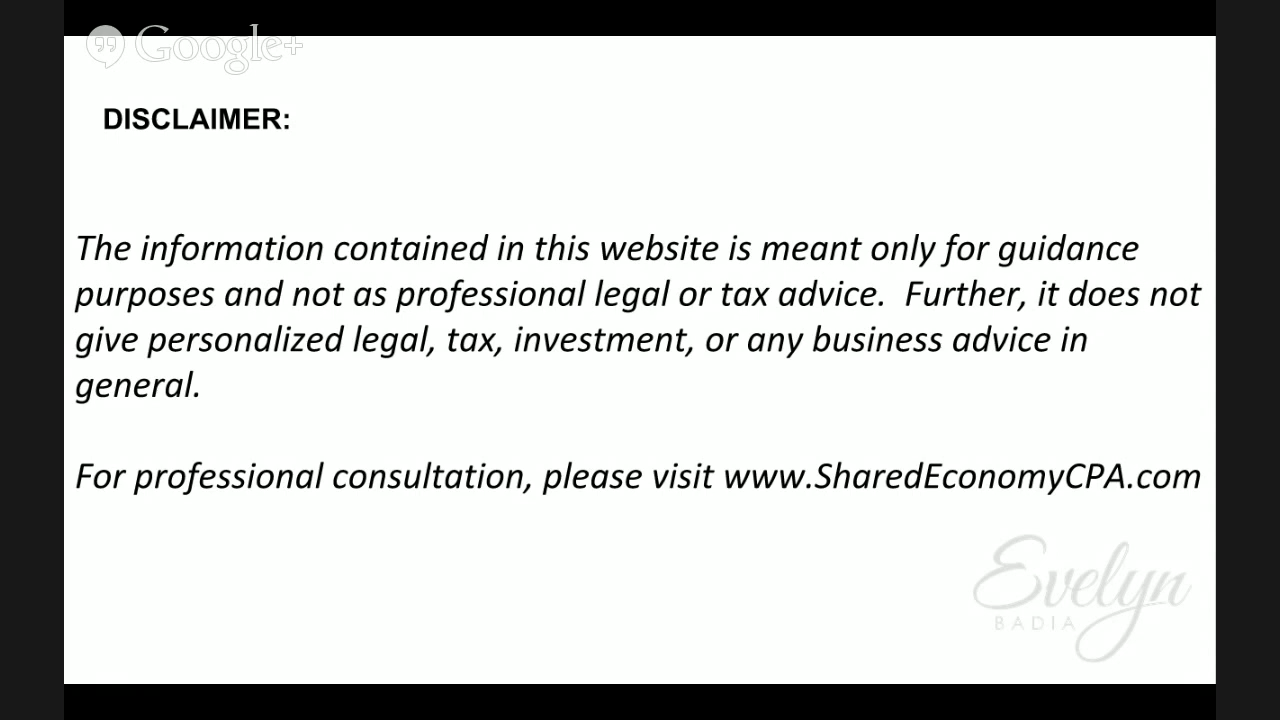 Google+
DISCLAIMER:
The information contained in this website is meant only for guidance
purposes and not as professional legal or tax advice.  Further, it does not
give personalized legal, tax, investment, or any business advice in
general.
For professional consultation, please visit www.SharedEconomyCPA.com
Evelyn
BADIA